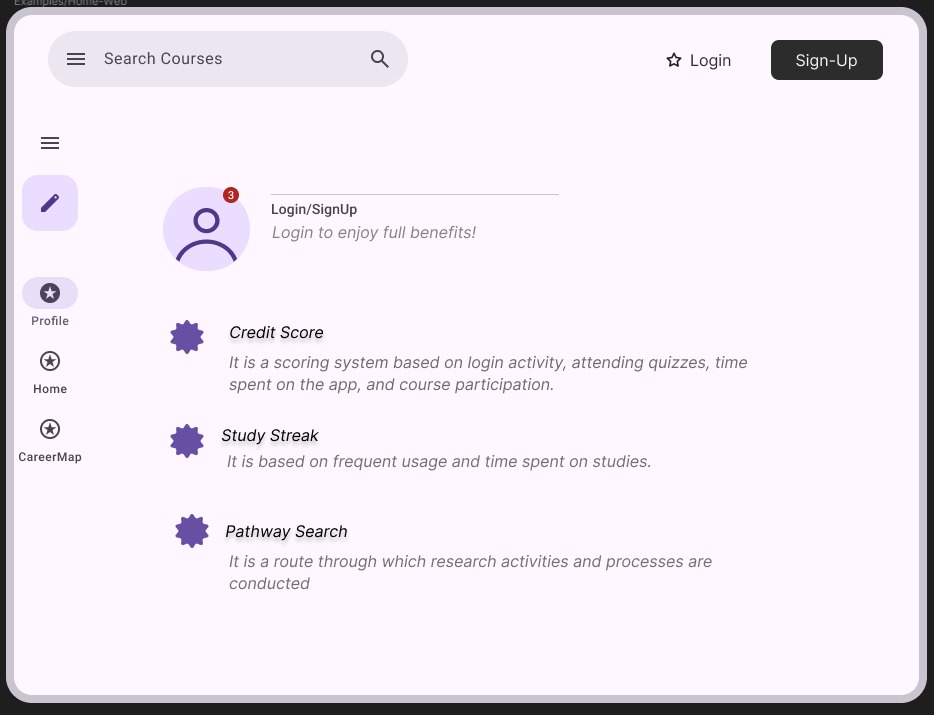 Examples/Home-Web
Search Courses
Login
Sign-Up
3
Login/SignUp
Login to enjoy full benefits!
Profile
Home
CareerMap
Credit Score
It is a scoring system based on login activity, attending quizzes, time
spent on the app, and course participation.
Study Streak
It is based on frequent usage and time spent on studies.
Pathway Search
It is a route through which research activities and processes are
conducted